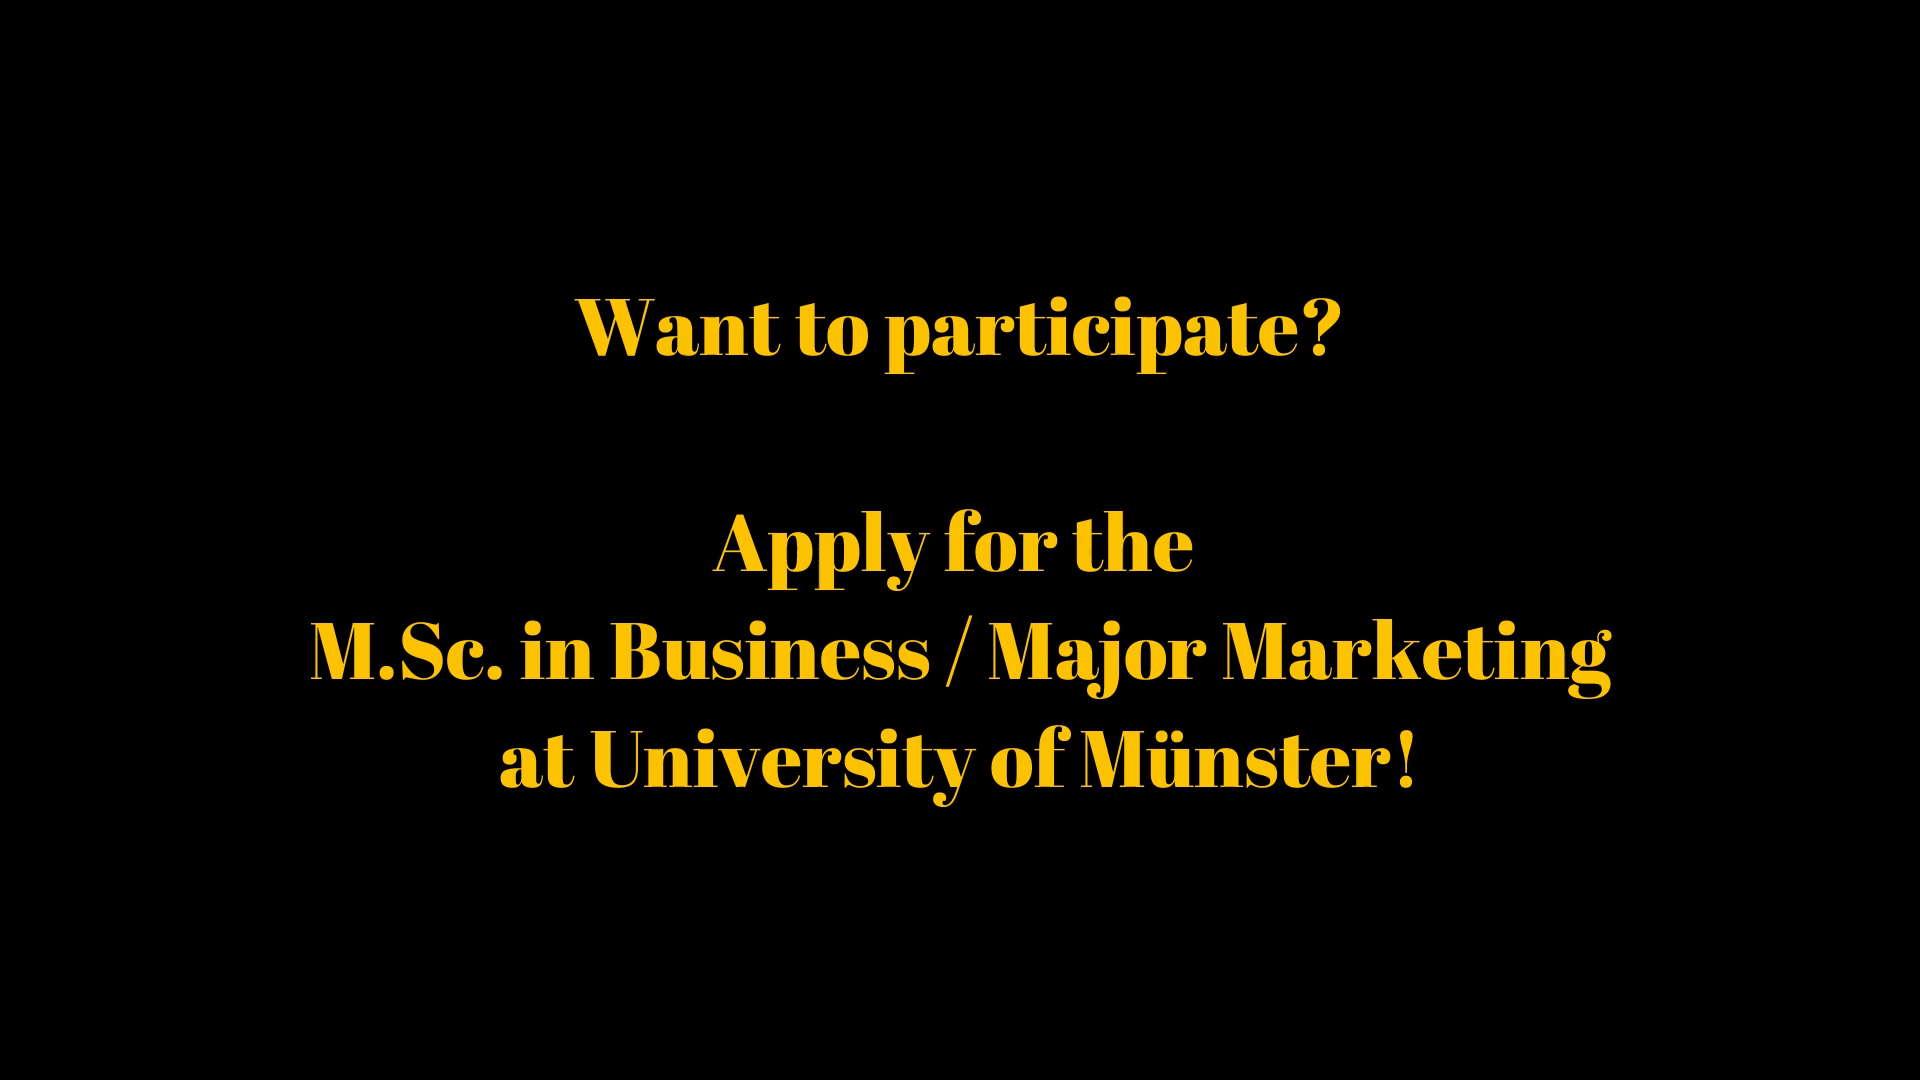 Want to participate?
Apply for the
M.Sc. in Business / Major Marketing
at University of Münster!